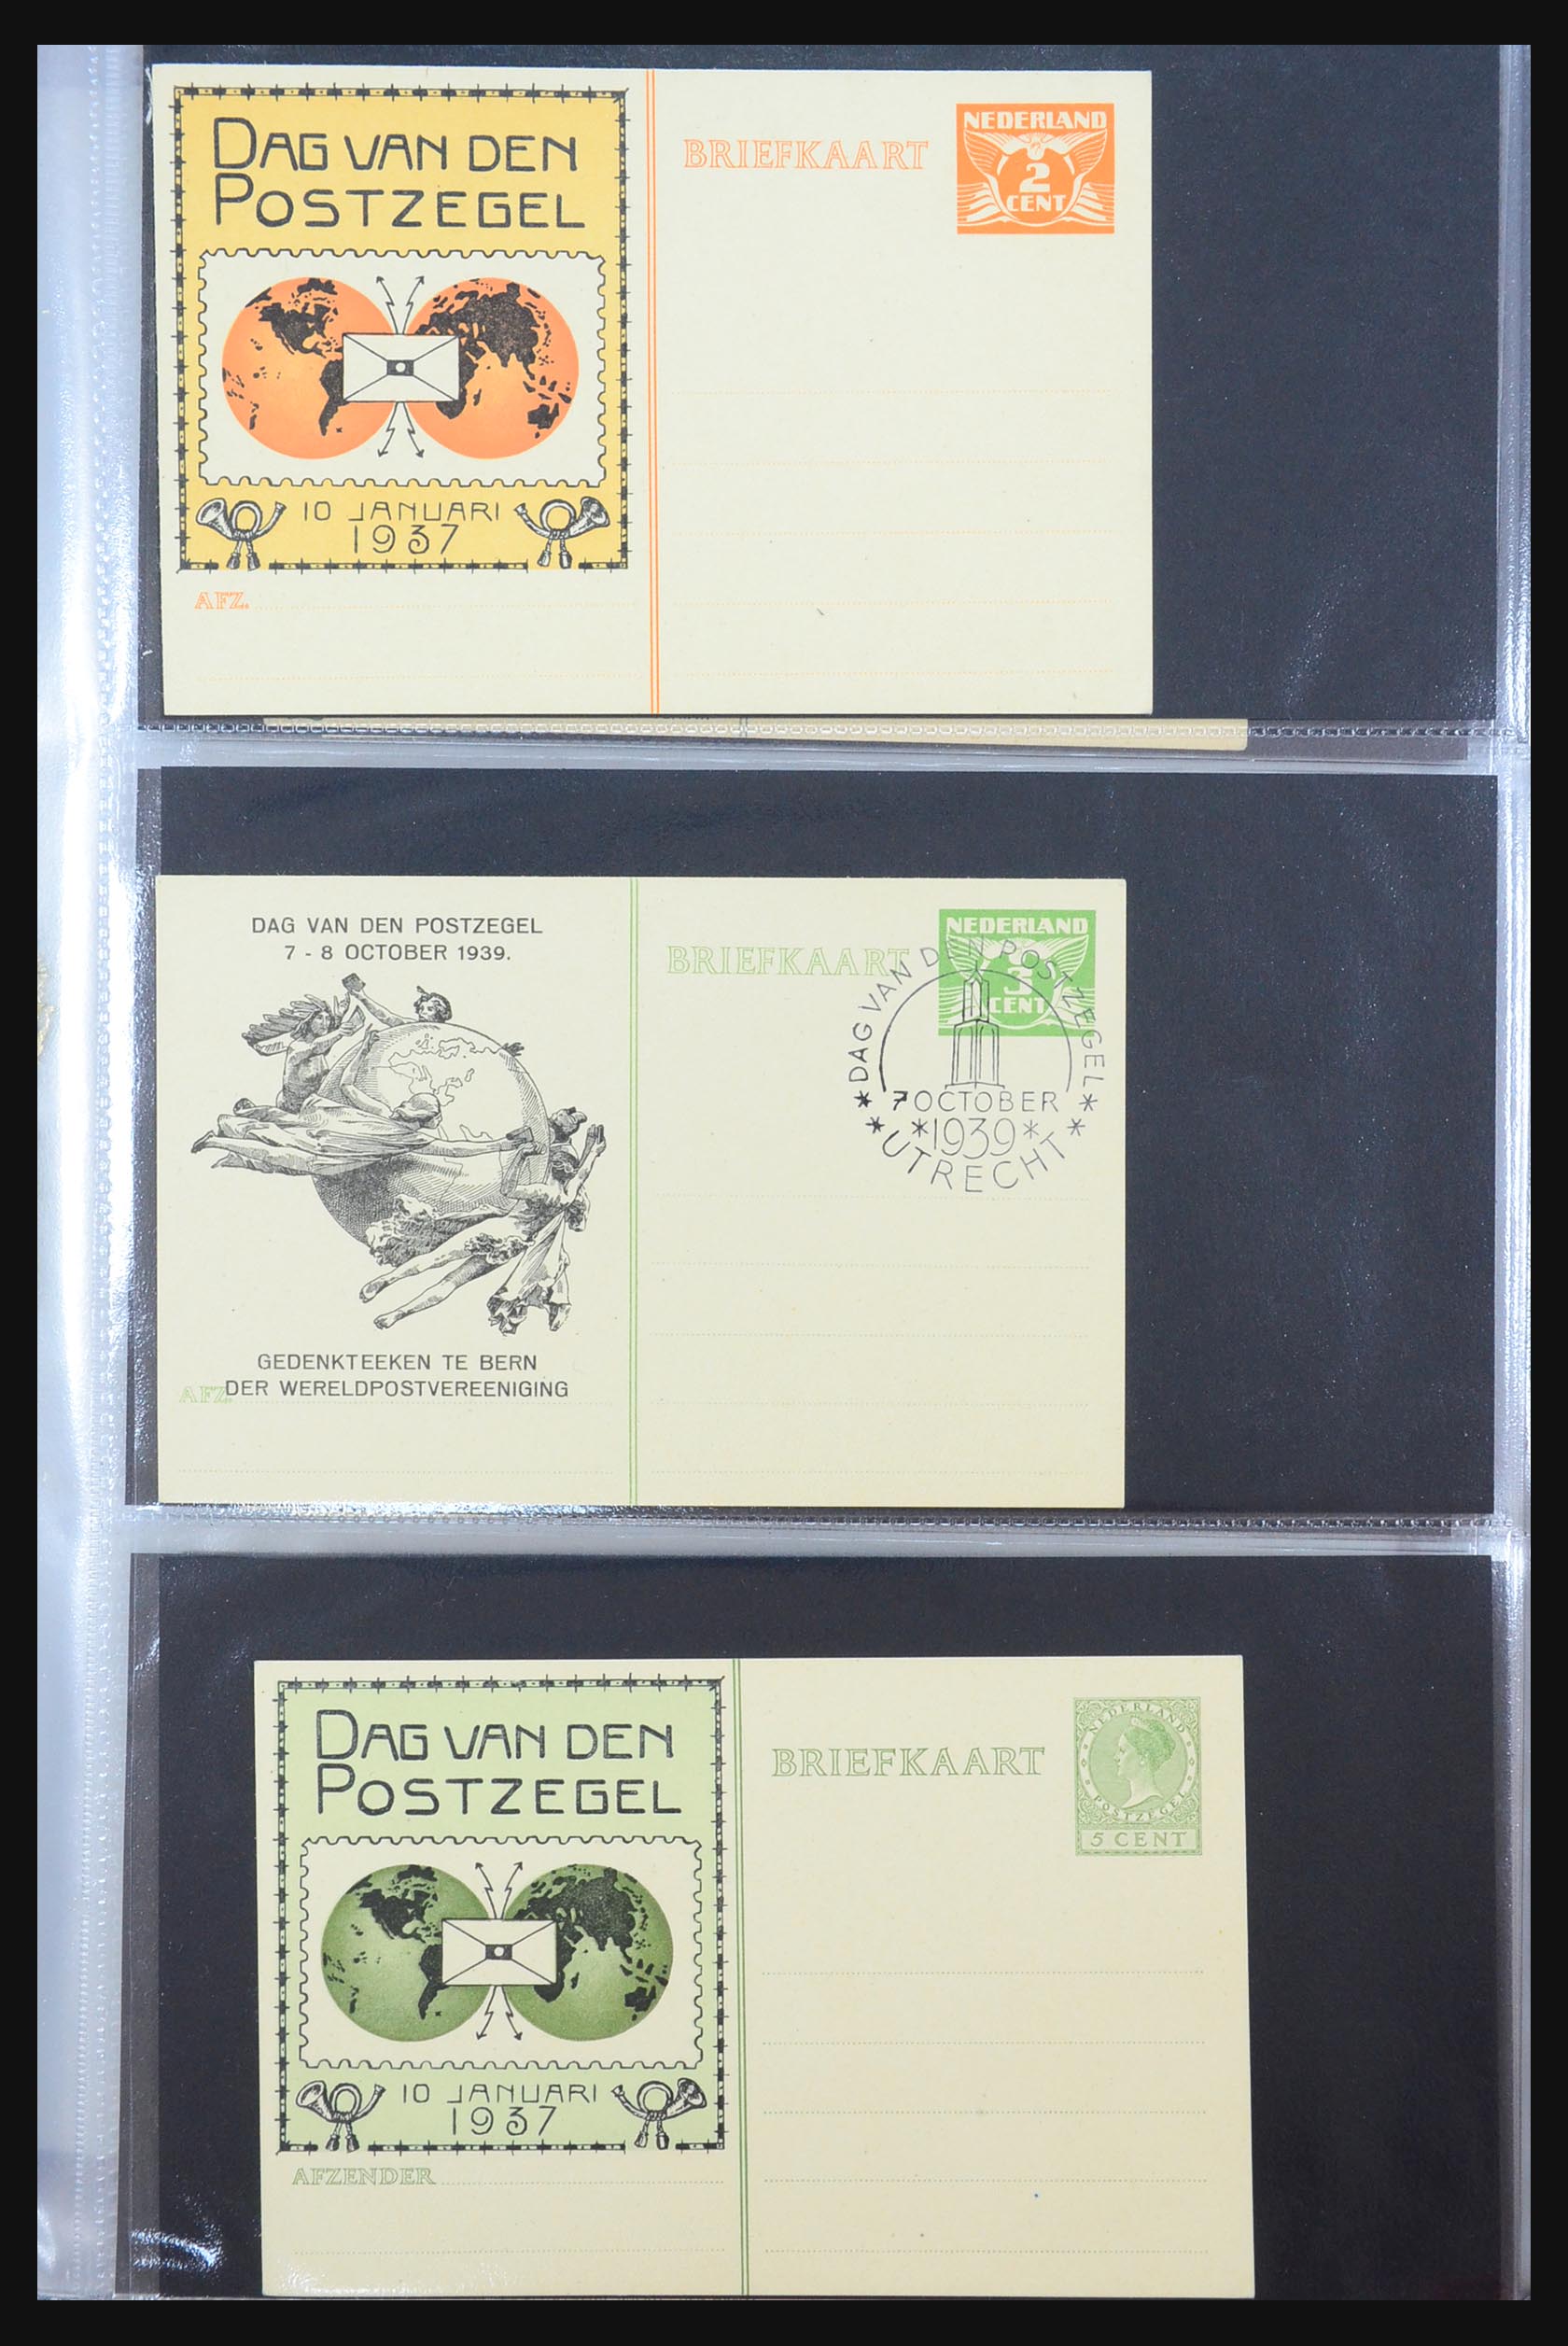 DAG VAN DEN
POSTZEGEL
10 JANUARI
1937
AFZ.
BRIEFKAART
NEDERLAND
2
CENT
DAG VAN DEN POSTZEGEL
7 - 8 OCTOBER 1939.
GEDENKTEEKEN TE BERN
DER WERELDPOSTVEREENIGING
AFZ.
BRIEFKAART
NEDERLAND
3
CENT
*DAG VAN DEN POSTZEGEL*
7 OCTOBER
*1939*
* UTRECHT *
DAG VAN DEN
POSTZEGEL
10 JANUARI
1937
AFZENDER
BRIEFKAART
NEDERLAND
POSTZEGEL
5 CENT